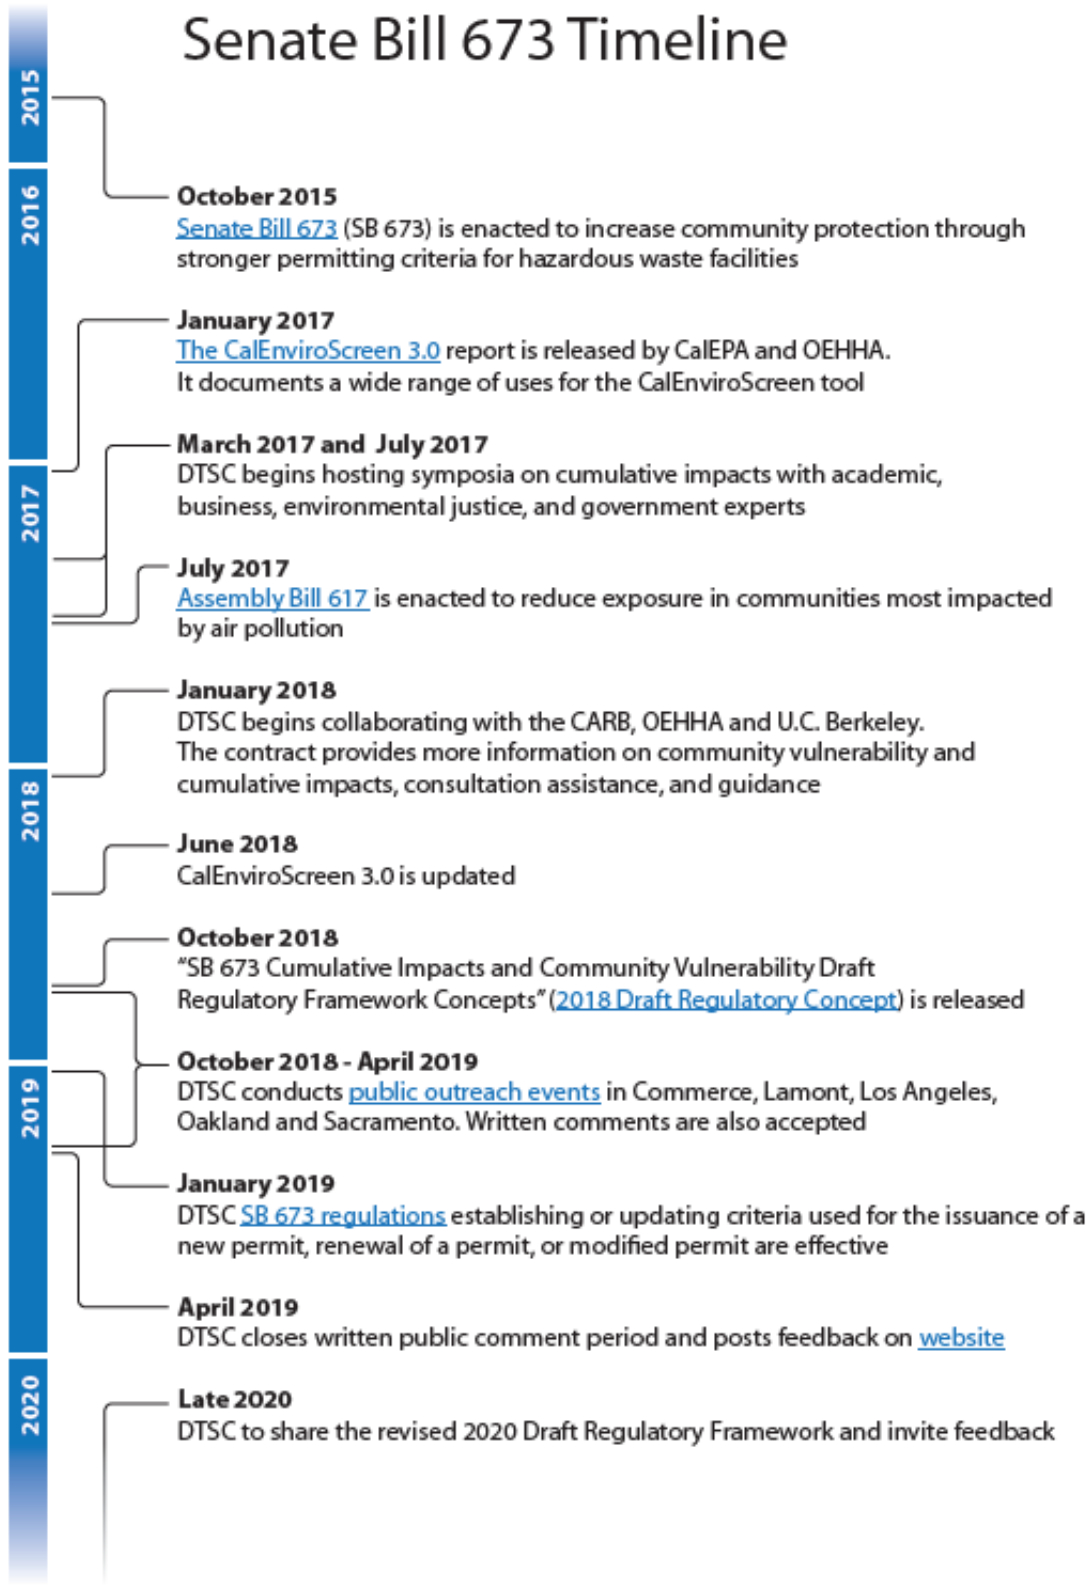 Senate Bill 673 Timeline
2015
October 2015
Senate Bill 673 (SB 673) is enacted to increase community protection through
stronger permitting criteria for hazardous waste facilities
2016
January 2017
The CalEnviroScreen 3.0 report is released by CalEPA and OEHHA.
It documents a wide range of uses for the CalEnviroScreen tool
March 2017 and July 2017
DTSC begins hosting symposia on cumulative impacts with academic,
business, environmental justice, and government experts
2017
July 2017
Assembly Bill 617 is enacted to reduce exposure in communities most impacted
by air pollution
January 2018
DTSC begins collaborating with the CARB, OEHHA and U.C. Berkeley.
The contract provides more information on community vulnerability and
cumulative impacts, consultation assistance, and guidance
2018
June 2018
CalEnviroScreen 3.0 is updated
October 2018
“SB 673 Cumulative Impacts and Community Vulnerability Draft
Regulatory Framework Concepts” (2018 Draft Regulatory Concept) is released
October 2018 - April 2019
DTSC conducts public outreach events in Commerce, Lamont, Los Angeles,
Oakland and Sacramento. Written comments are also accepted
2019
January 2019
DTSC SB 673 regulations establishing or updating criteria used for the issuance of a
new permit, renewal of a permit, or modified permit are effective
April 2019
DTSC closes written public comment period and posts feedback on website
2020
Late 2020
DTSC to share the revised 2020 Draft Regulatory Framework and invite feedback